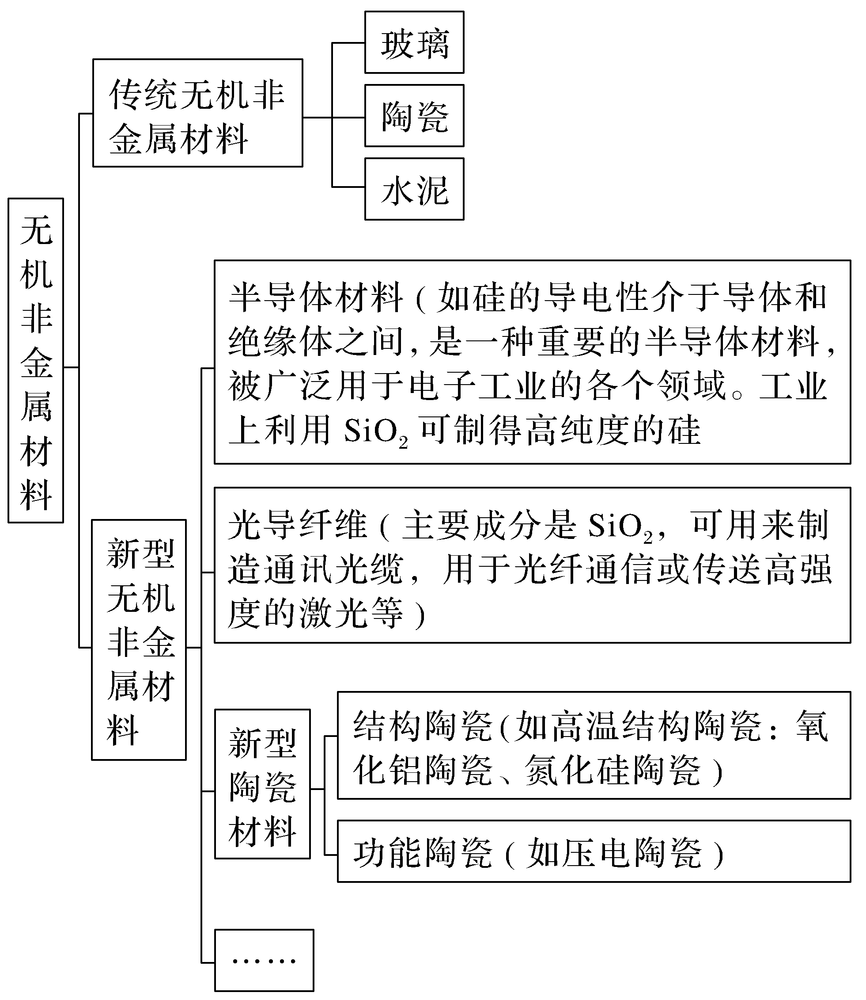 玻璃
传统无机非
金属材料
陶瓷
水泥
无机非金属材料
半导体材料(如硅的导电性介于导体和
绝缘体之间,是一种重要的半导体材料,
被广泛用于电子工业的各个领域。工业
上利用SiO₂可制得高纯度的硅
光导纤维(主要成分是SiO₂,可用来制
造通讯光缆,用于光纤通信或传送高强
度的激光等)
新型
无机
非金
属材
料
结构陶瓷(如高温结构陶瓷:氧
化铝陶瓷、氮化硅陶瓷)
新型
陶瓷
材料
功能陶瓷(如压电陶瓷)
……